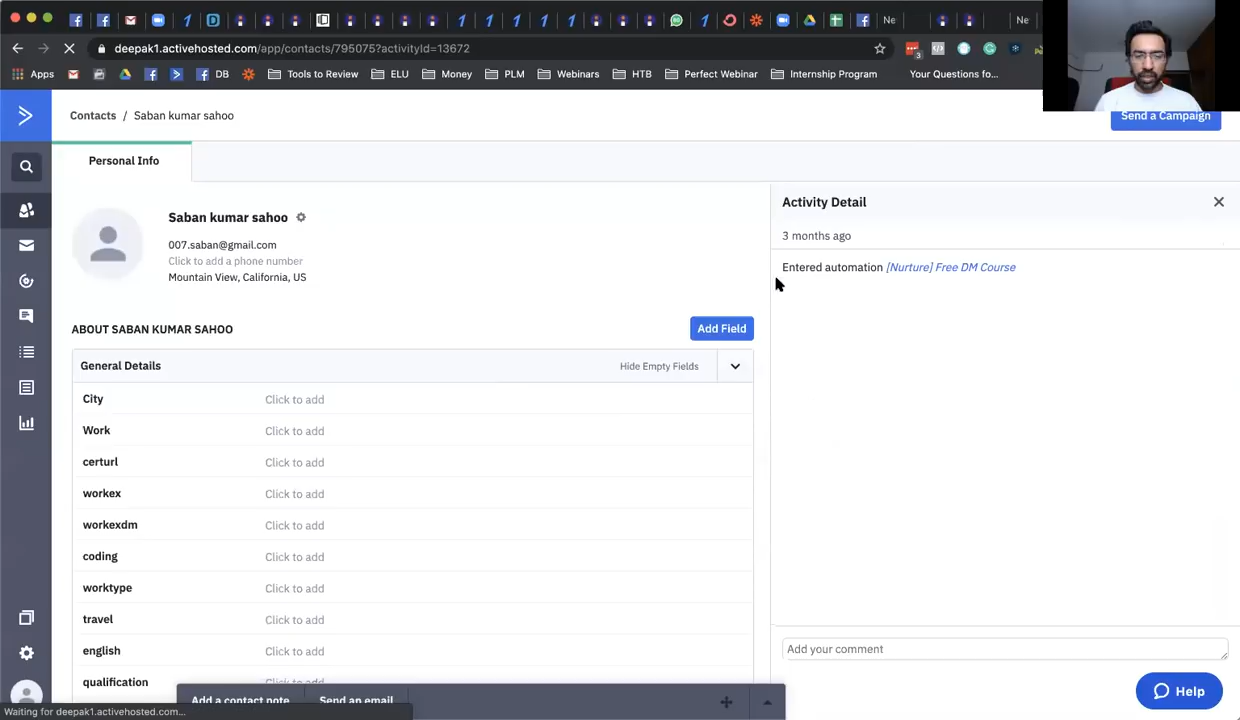 Ne
Ne
deepak1.activehosted.com/app/contacts/795075?activityId=13672
3
Apps
DB
Tools to Review
ELU
Money
PLM
Webinars
HTB
Perfect Webinar
Internship Program
Your Questions fo...
Contacts / Saban kumar sahoo
Send a Campaign
Personal Info
Saban kumar sahoo
007.saban@gmail.com
Click to add a phone number
Mountain View, California, US
ABOUT SABAN KUMAR SAHOO
Add Field
General Details
Hide Empty Fields
City Click to add
Work Click to add
certurl Click to add
workex Click to add
workexdm Click to add
coding Click to add
worktype Click to add
travel Click to add
english Click to add
qualification Click to add
Add a contact note
Send an email
Waiting for deepak1.activehosted.com...
Activity Detail
3 months ago
Entered automation [Nurture] Free DM Course
Add your comment
Help